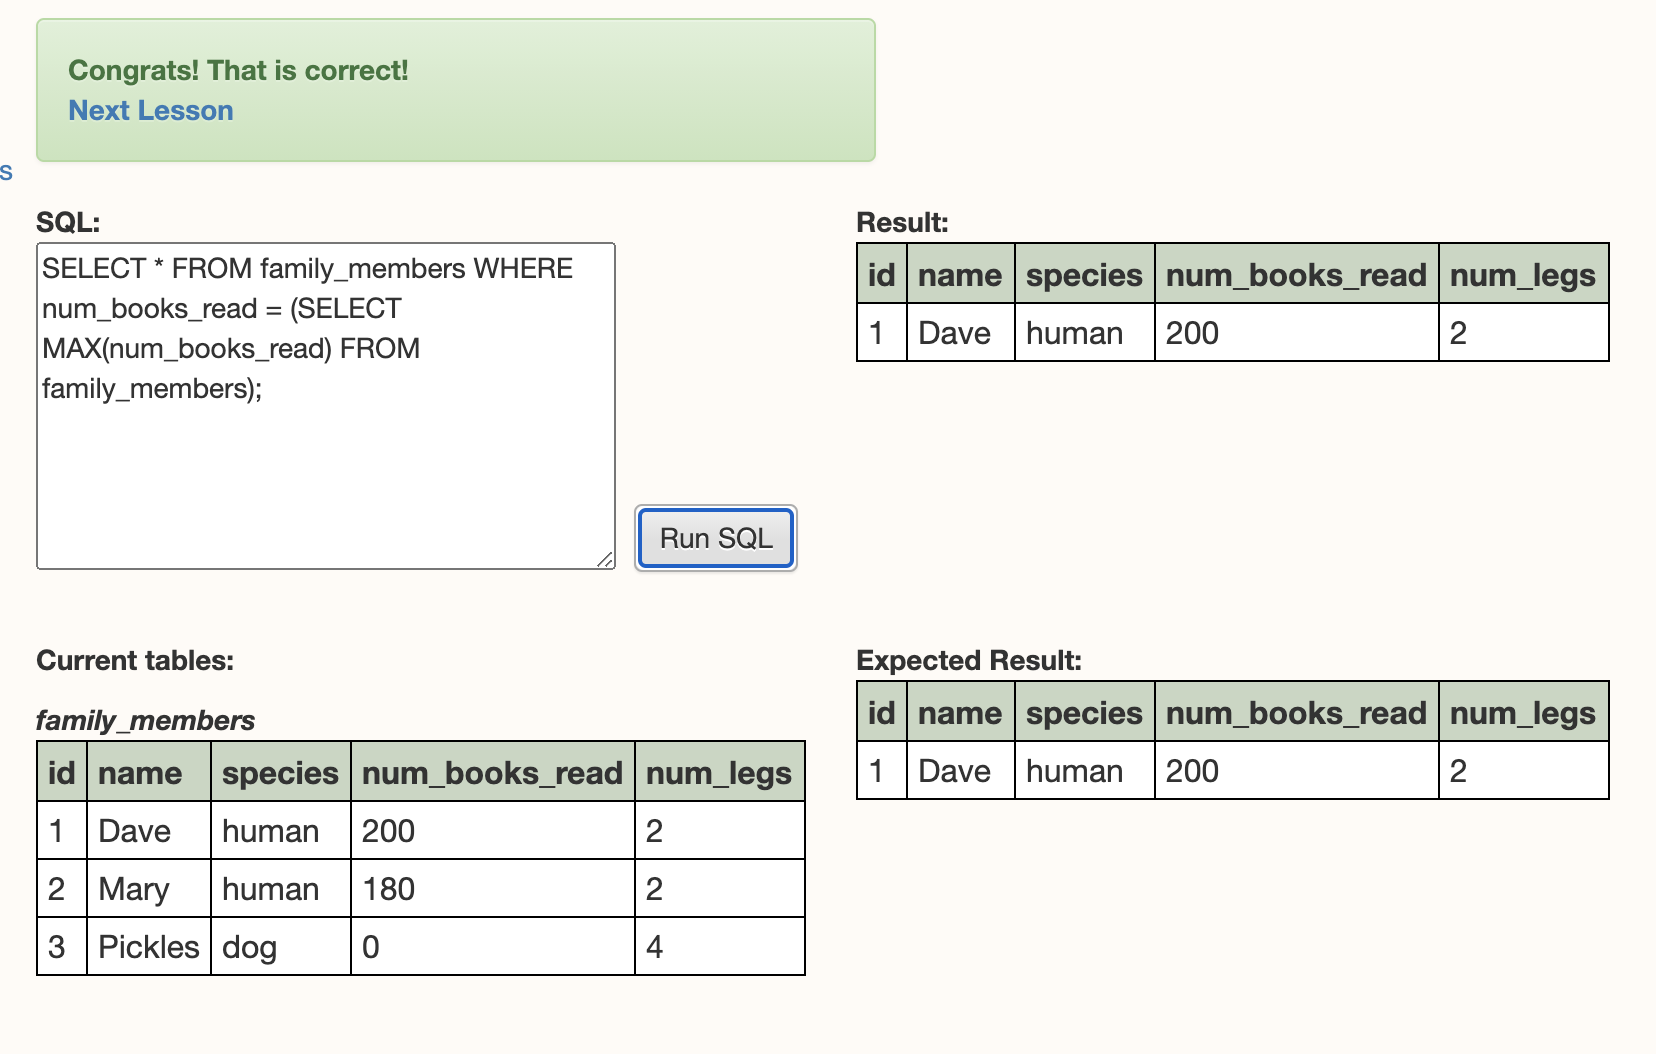 Congrats! That is correct!
Next Lesson
s
SQL:
SELECT * FROM family_members WHERE
num_books_read = (SELECT
MAX(num_books_read) FROM
family_members);
Run SQL
Result:
id name species num_books_read num_legs
1 Dave human 200 2
Current tables:
family_members
id name species num_books_read num_legs
1 Dave human 200 2
2 Mary human 180 2
3 Pickles dog 0 4
Expected Result:
id name species num_books_read num_legs
1 Dave human 200 2